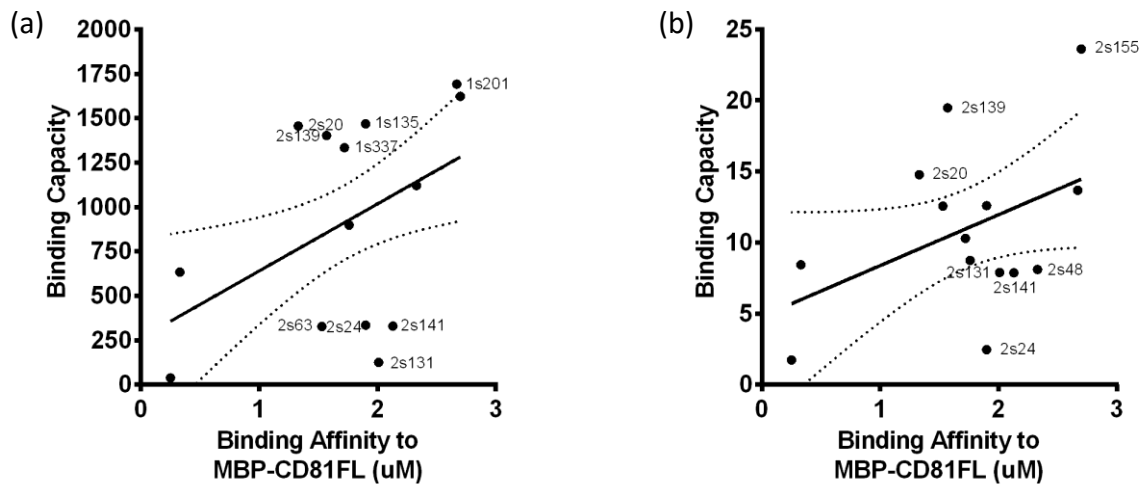 (a)
2000
1750
1500
1250
1000
750
500
250
0
Binding Capacity
1s201
2s20
1s135
2s139
1s337
2s63
2s24
2s141
2s131
0
1
2
3
Binding Affinity to
MBP-CD81FL (uM)
(b)
25
20
15
10
5
0
Binding Capacity
2s155
2s139
2s20
2s131
2s48
2s141
2s24
0
1
2
3
Binding Affinity to
MBP-CD81FL (uM)